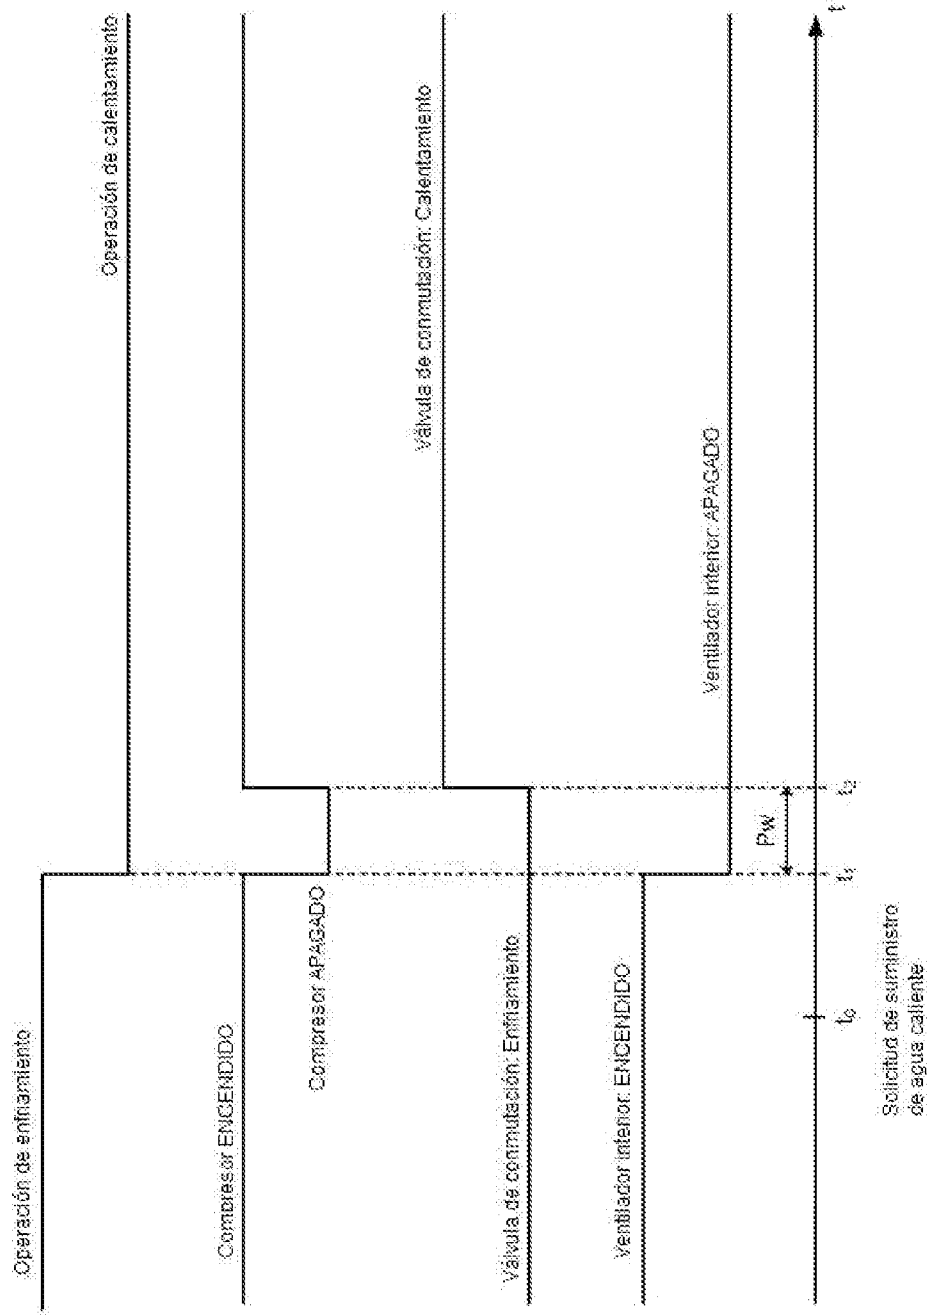 Operación de enfriamiento
Operación de calentamiento
Compresor ENCENDIDO
Compresor APAGADO
Válvula de conmutación: Calentamiento
Válvula de conmutación: Enfriamiento
Ventilador interior: ENCENDIDO
Ventilador interior: APAGADO
Pw
t0
t1
t2
t
Solicitud de suministro
de agua caliente